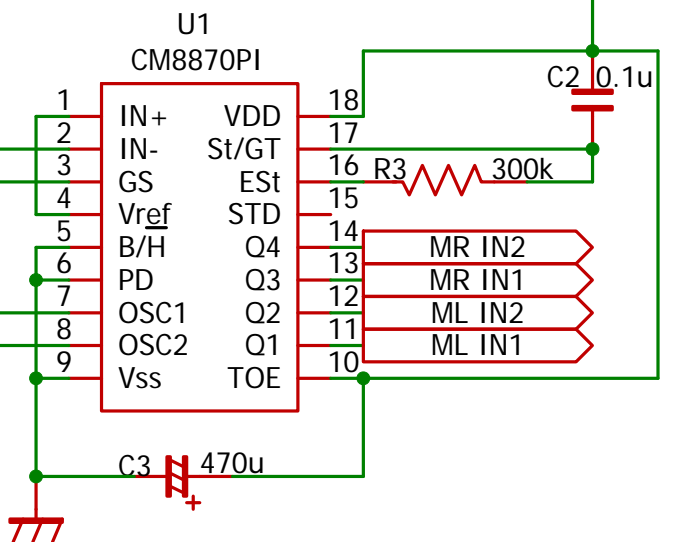 U1
CM8870PI
1 IN+ VDD 18
2 IN- St/GT 17
3 GS ESt 16
4 Vref STD 15
5 B/H Q4 14
6 PD Q3 13
7 OSC1 Q2 12
8 OSC2 Q1 11
9 Vss TOE 10
C2 0.1u
R3 300k
MR IN2
MR IN1
ML IN2
ML IN1
C3 470u
+